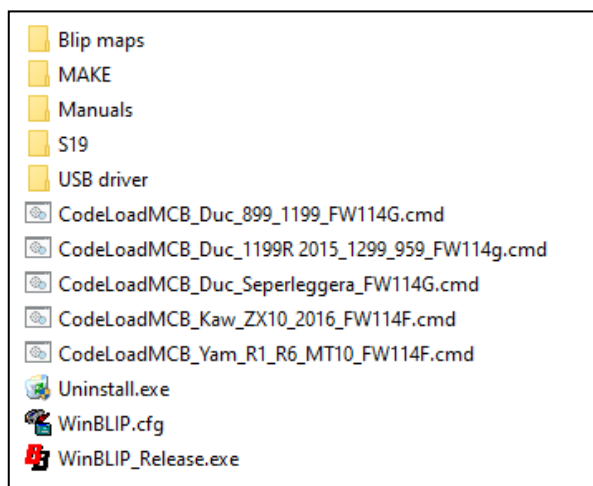 Blip maps
MAKE
Manuals
S19
USB driver
CodeLoadMCB_Duc_899_1199_FW114G.cmd
CodeLoadMCB_Duc_1199R 2015_1299_959_FW114g.cmd
CodeLoadMCB_Duc_Seperleggera_FW114G.cmd
CodeLoadMCB_Kaw_ZX10_2016_FW114F.cmd
CodeLoadMCB_Yam_R1_R6_MT10_FW114F.cmd
Uninstall.exe
WinBLIP.cfg
WinBLIP_Release.exe